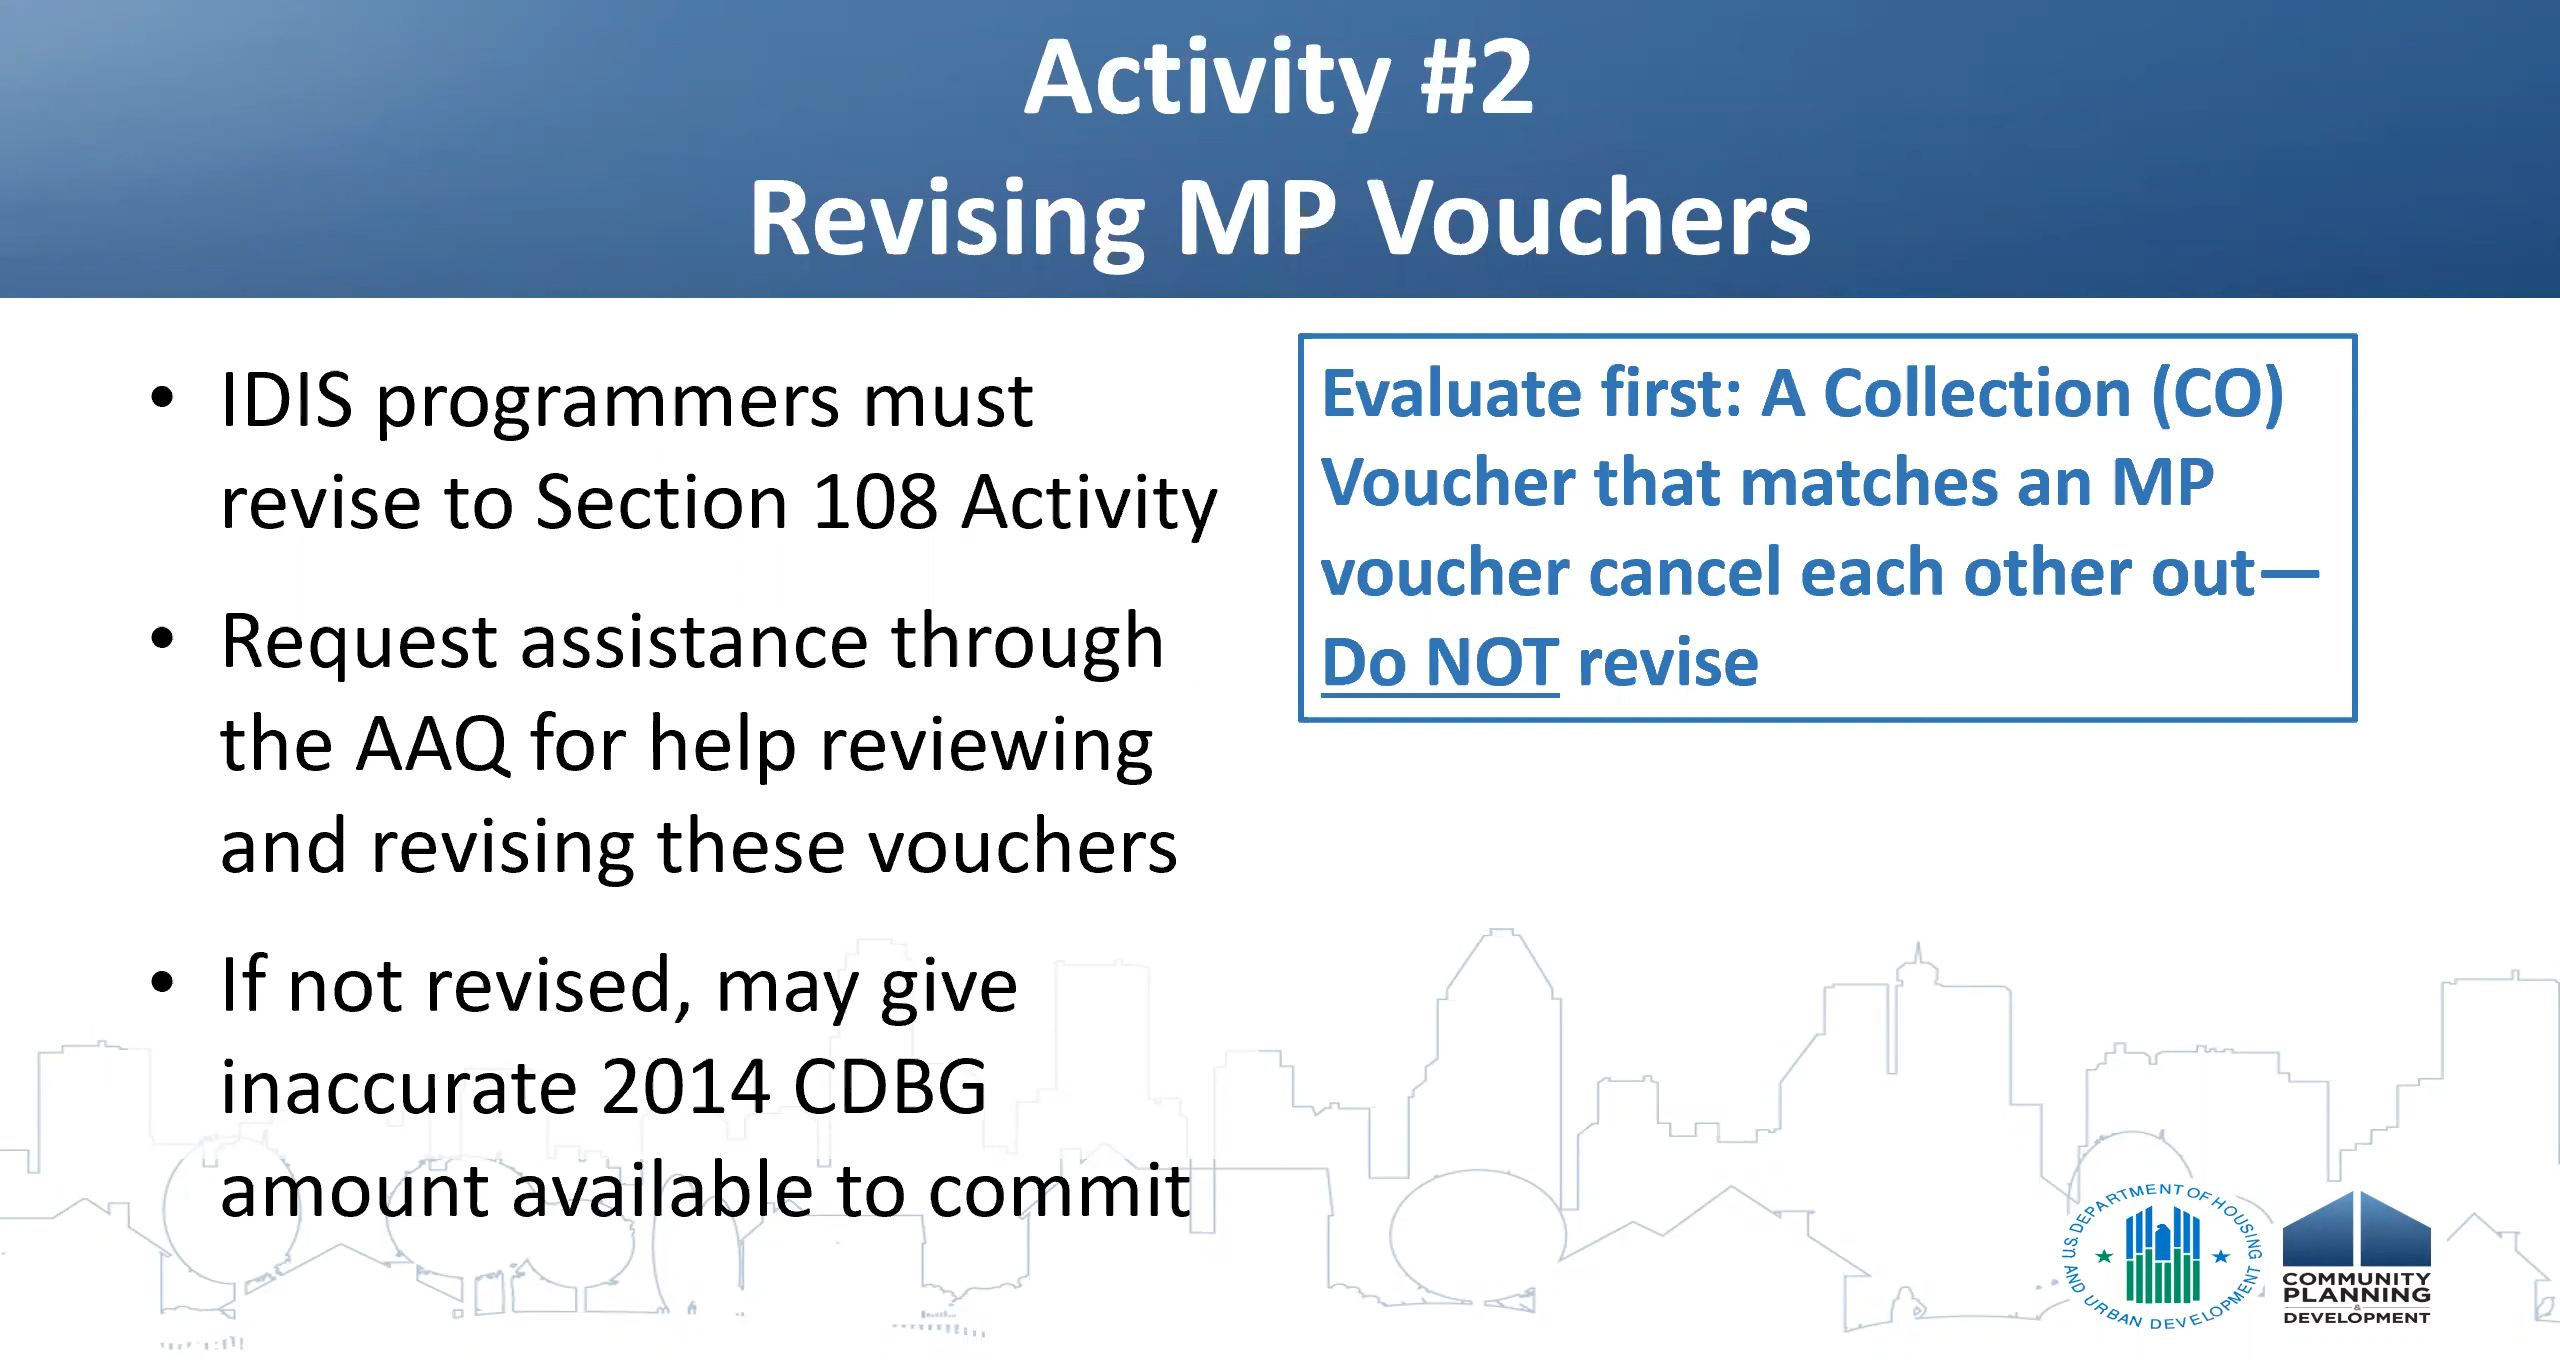 Activity #2
Revising MP Vouchers
• IDIS programmers must
revise to Section 108 Activity
• Request assistance through
the AAQ for help reviewing
and revising these vouchers
• If not revised, may give
inaccurate 2014 CDBG
amount available to commit
Evaluate first: A Collection (CO)
Voucher that matches an MP
voucher cancel each other out—
Do NOT revise
U.S. DEPARTMENT OF HOUSING
AND URBAN DEVELOPMENT
COMMUNITY
PLANNING
&
DEVELOPMENT